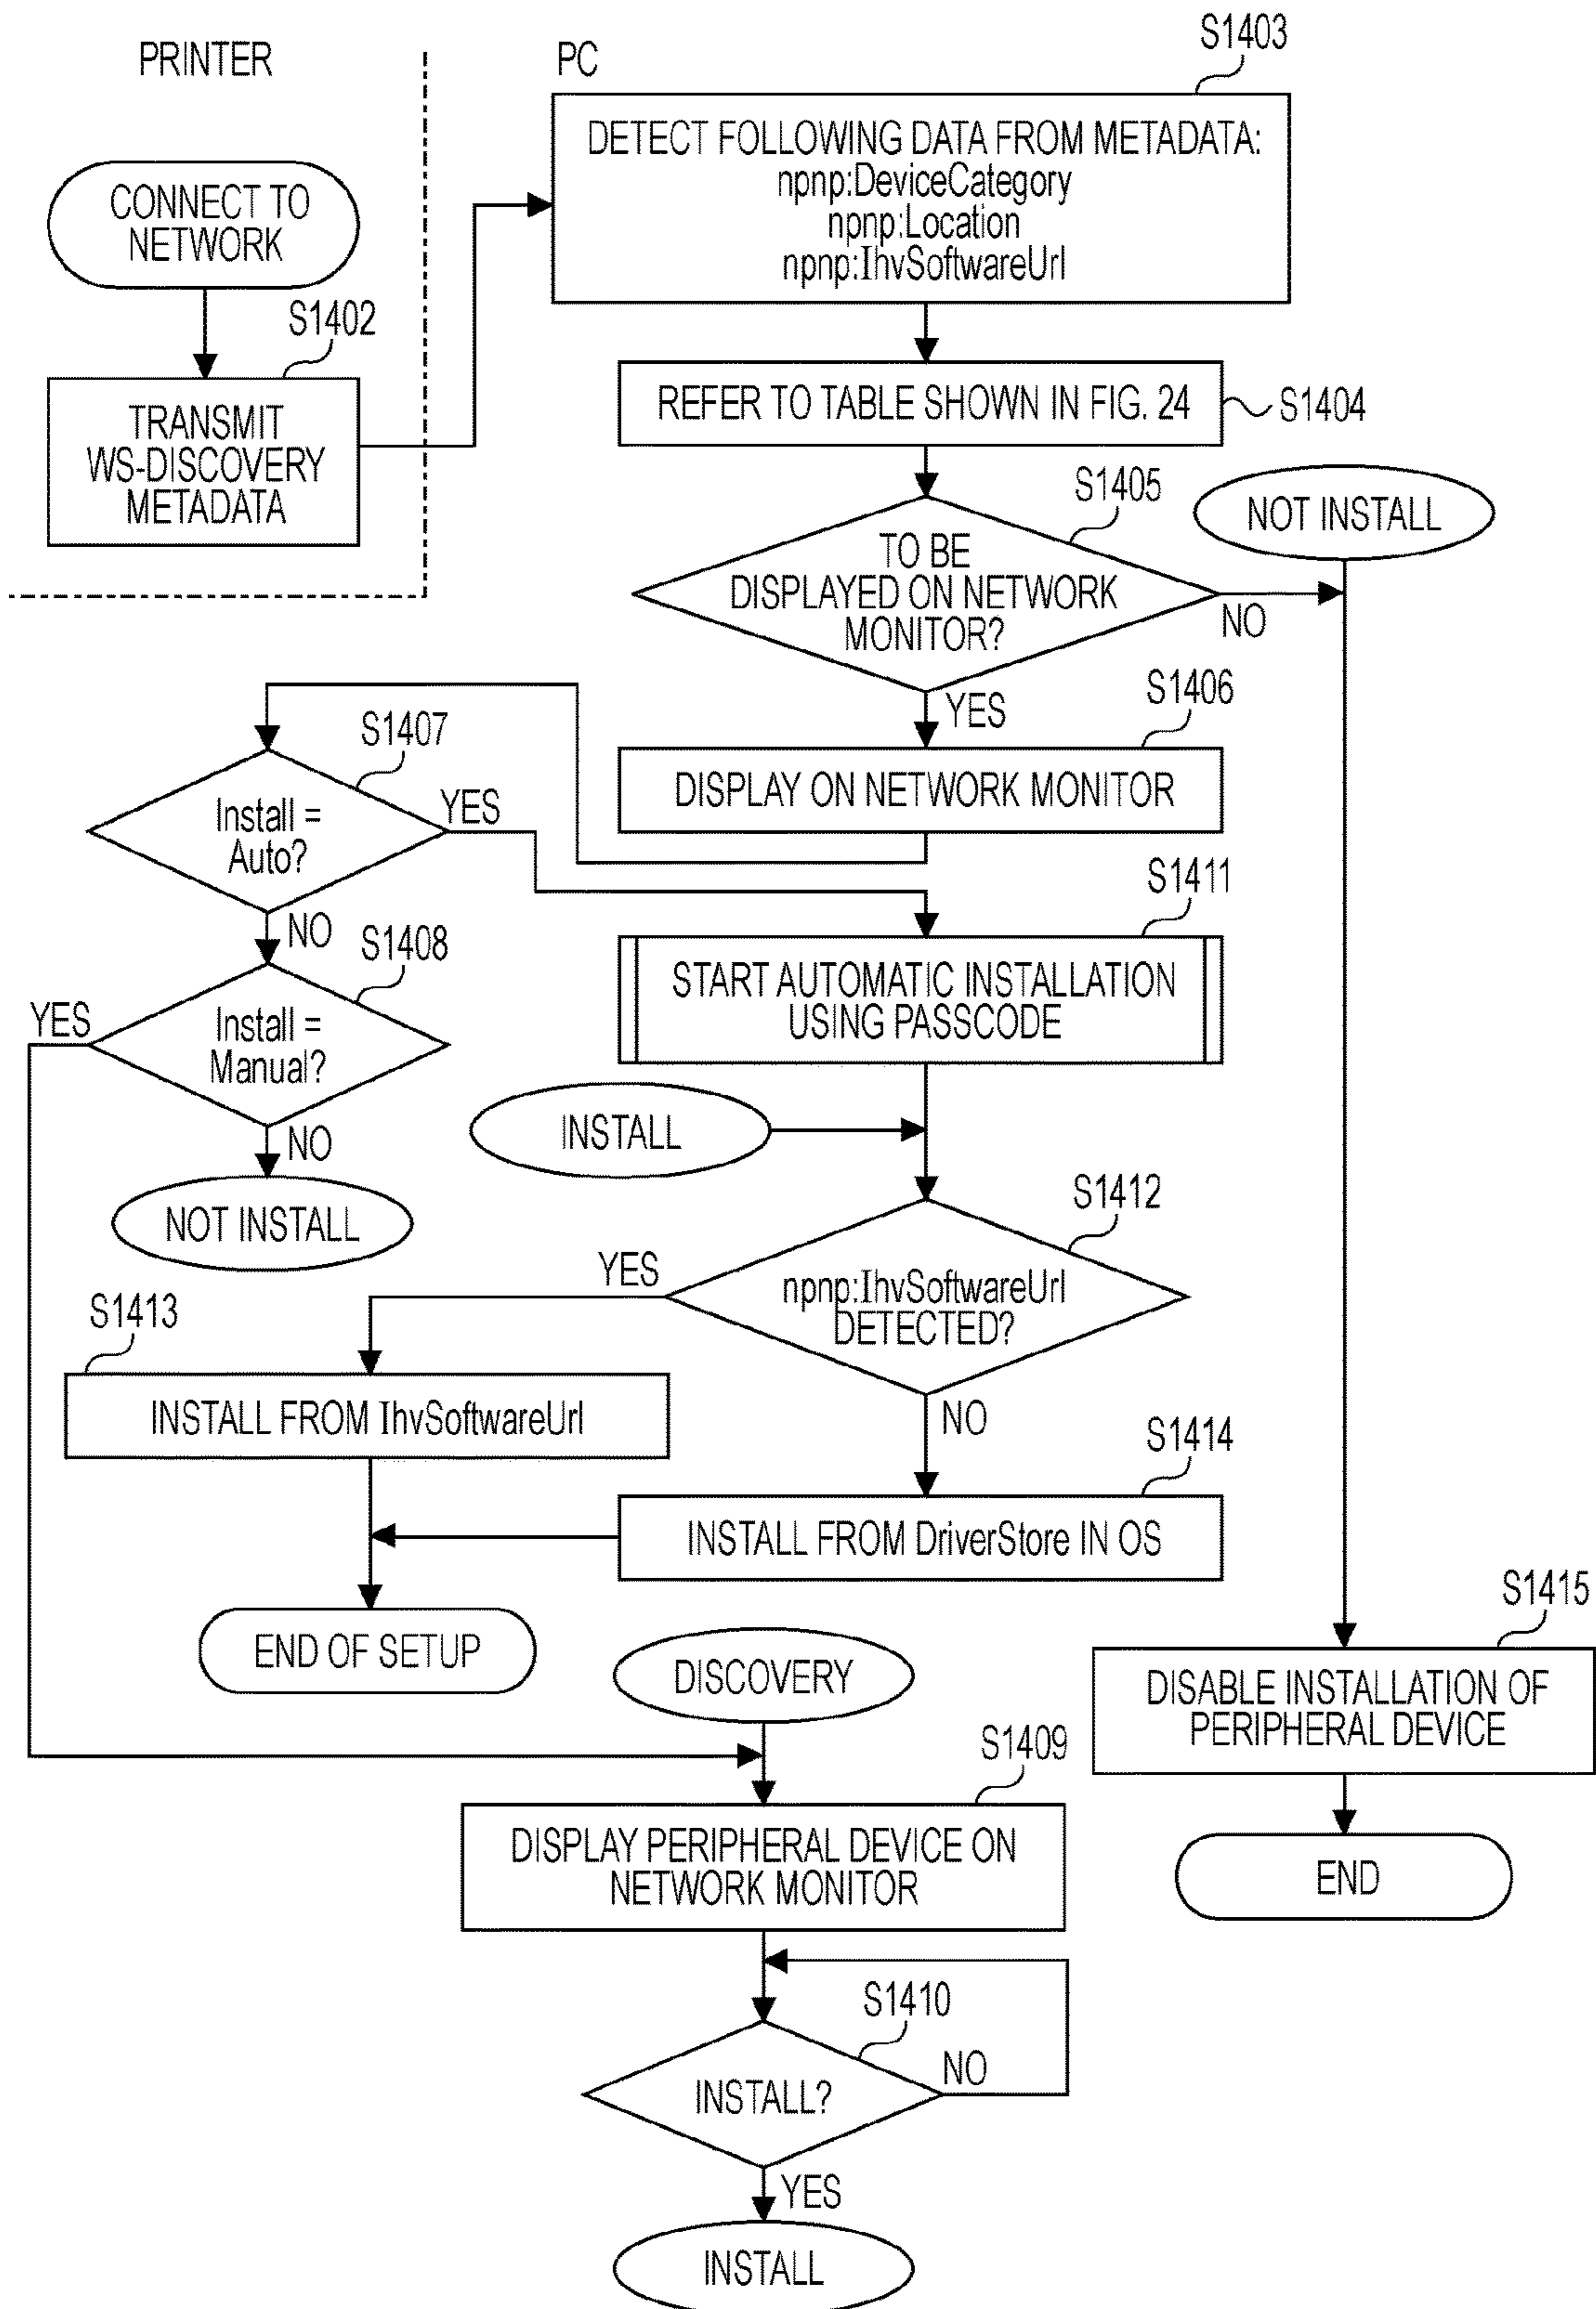 PRINTER
PC
S1403
DETECT FOLLOWING DATA FROM METADATA:
npnp:DeviceCategory
npnp:Location
npnp:IhvSoftwareUrl
CONNECT TO
NETWORK
S1402
TRANSMIT
WS-DISCOVERY
METADATA
REFER TO TABLE SHOWN IN FIG. 24
S1404
S1405
TO BE
DISPLAYED ON NETWORK
MONITOR?
NO
NOT INSTALL
YES
S1406
DISPLAY ON NETWORK MONITOR
S1407
Install =
Auto?
YES
NO
S1411
START AUTOMATIC INSTALLATION
USING PASSCODE
S1408
Install =
Manual?
YES
NO
NOT INSTALL
INSTALL
S1412
npnp:IhvSoftwareUrl
DETECTED?
YES
NO
S1413
INSTALL FROM IhvSoftwareUrl
S1414
INSTALL FROM DriverStore IN OS
END OF SETUP
DISCOVERY
S1415
DISABLE INSTALLATION OF
PERIPHERAL DEVICE
END
S1409
DISPLAY PERIPHERAL DEVICE ON
NETWORK MONITOR
S1410
INSTALL?
NO
YES
INSTALL